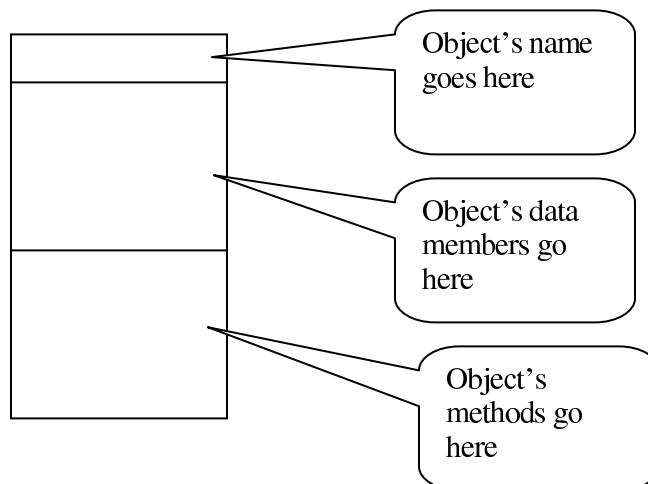 Object’s name
goes here
Object’s data
members go
here
Object’s
methods go
here